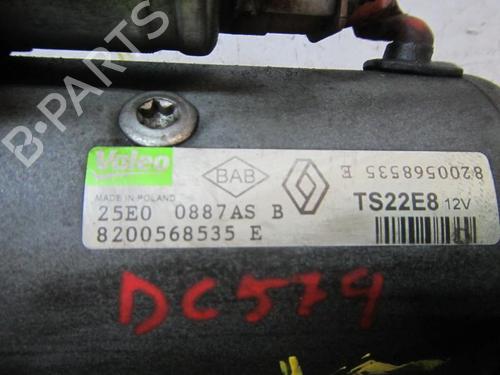 B-PARTS
Valeo
BAB
8200568535 E
MADE IN POLAND
TS22E8 12V
25E0 0887AS B
8200568535 E
H
DC579